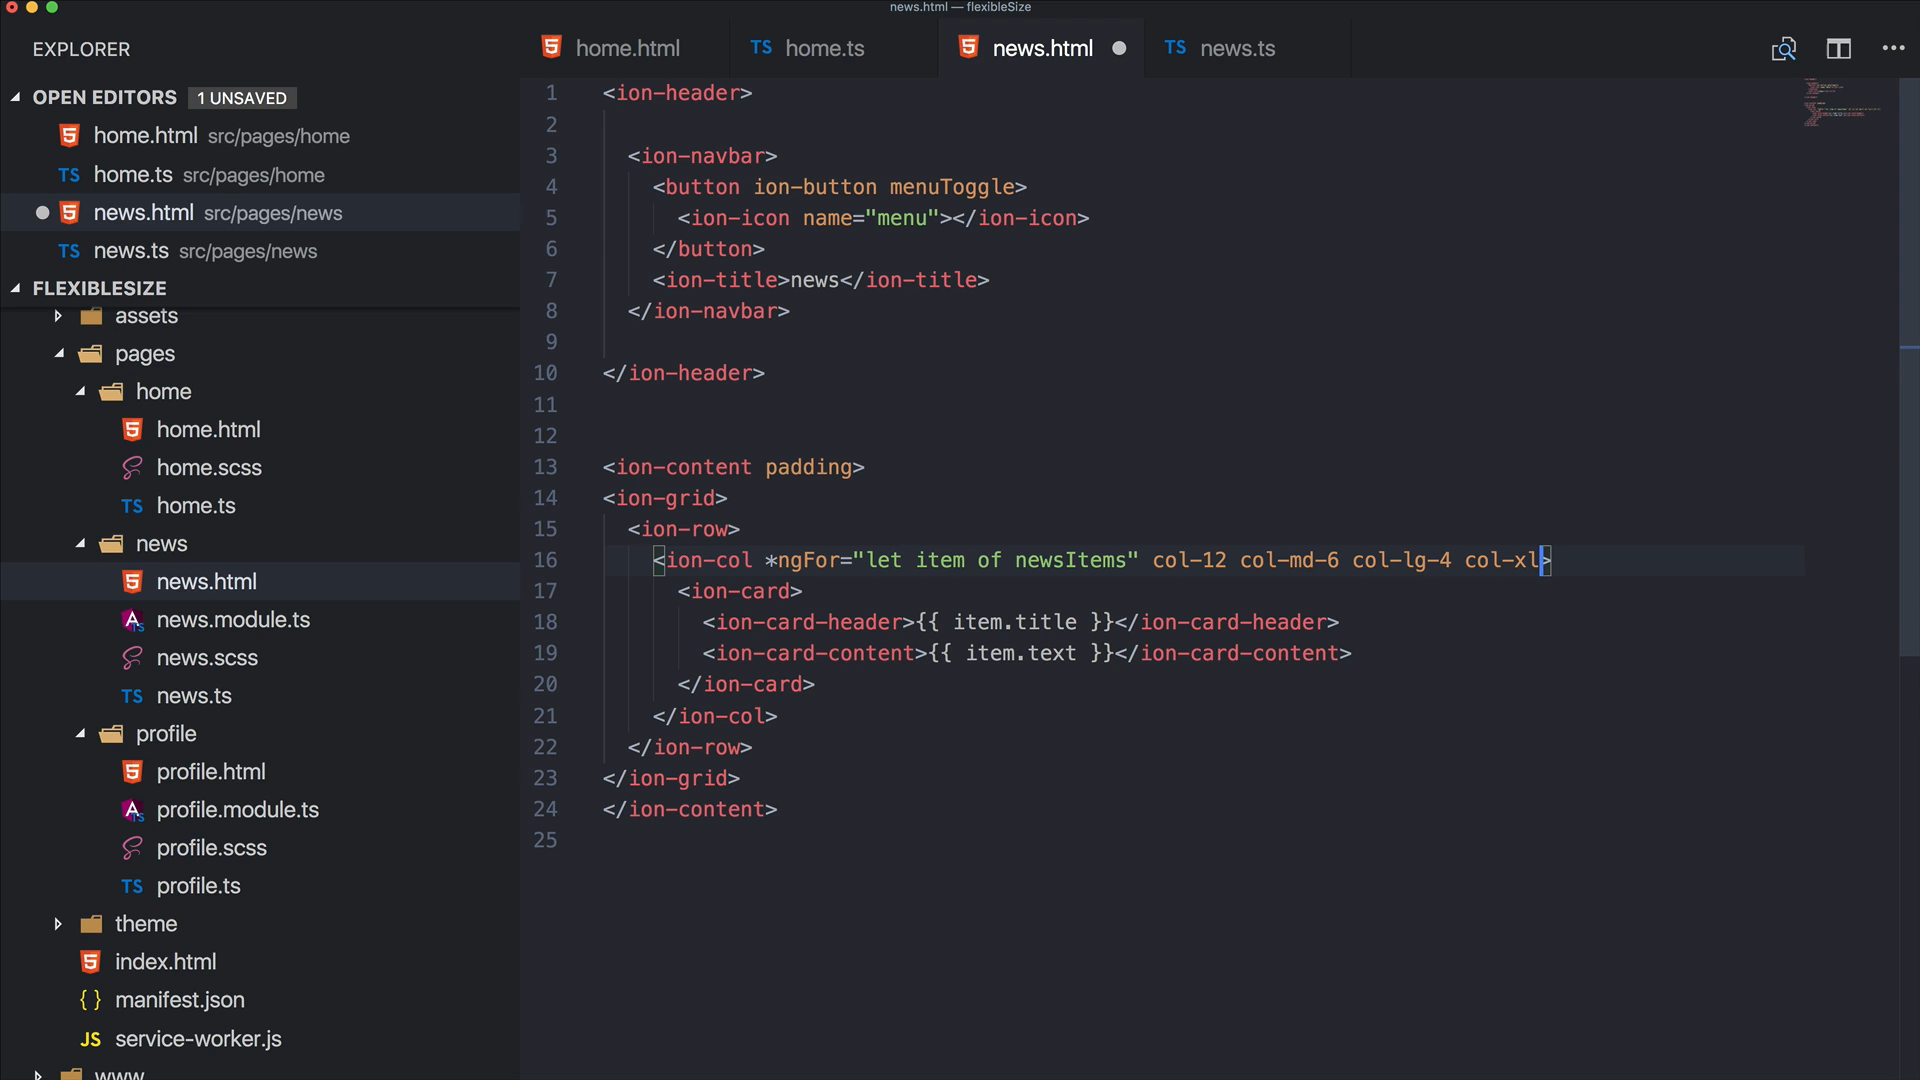 news.html — flexibleSize
EXPLORER
OPEN EDITORS 1 UNSAVED
home.html src/pages/home
TS home.ts src/pages/home
news.html src/pages/news
TS news.ts src/pages/news
FLEXIBLESIZE
assets
pages
home
home.html
home.scss
TS home.ts
news
news.html
news.module.ts
news.scss
TS news.ts
profile
profile.html
profile.module.ts
profile.scss
TS profile.ts
theme
index.html
{ } manifest.json
JS service-worker.js
www
home.html TS home.ts news.html TS news.ts
1 <ion-header>
2
3 <ion-navbar>
4 <button ion-button menuToggle>
5 <ion-icon name="menu"></ion-icon>
6 </button>
7 <ion-title>news</ion-title>
8 </ion-navbar>
9
10 </ion-header>
11
12
13 <ion-content padding>
14 <ion-grid>
15 <ion-row>
16 <ion-col *ngFor="let item of newsItems" col-12 col-md-6 col-lg-4 col-xl>
17 <ion-card>
18 <ion-card-header>{{ item.title }}</ion-card-header>
19 <ion-card-content>{{ item.text }}</ion-card-content>
20 </ion-card>
21 </ion-col>
22 </ion-row>
23 </ion-grid>
24 </ion-content>
25